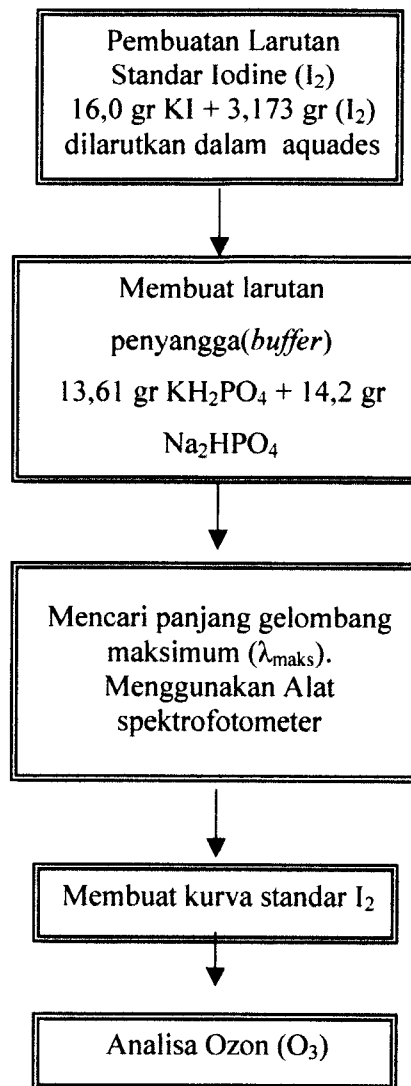 Pembuatan Larutan
Standar Iodine (I₂)
16,0 gr KI + 3,173 gr (I₂)
dilarutkan dalam aquades
Membuat larutan
penyangga(buffer)
13,61 gr KH₂PO₄ + 14,2 gr
Na₂HPO₄
Mencari panjang gelombang
maksimum (λmaks).
Menggunakan Alat
spektrofotometer
Membuat kurva standar I₂
Analisa Ozon (O₃)